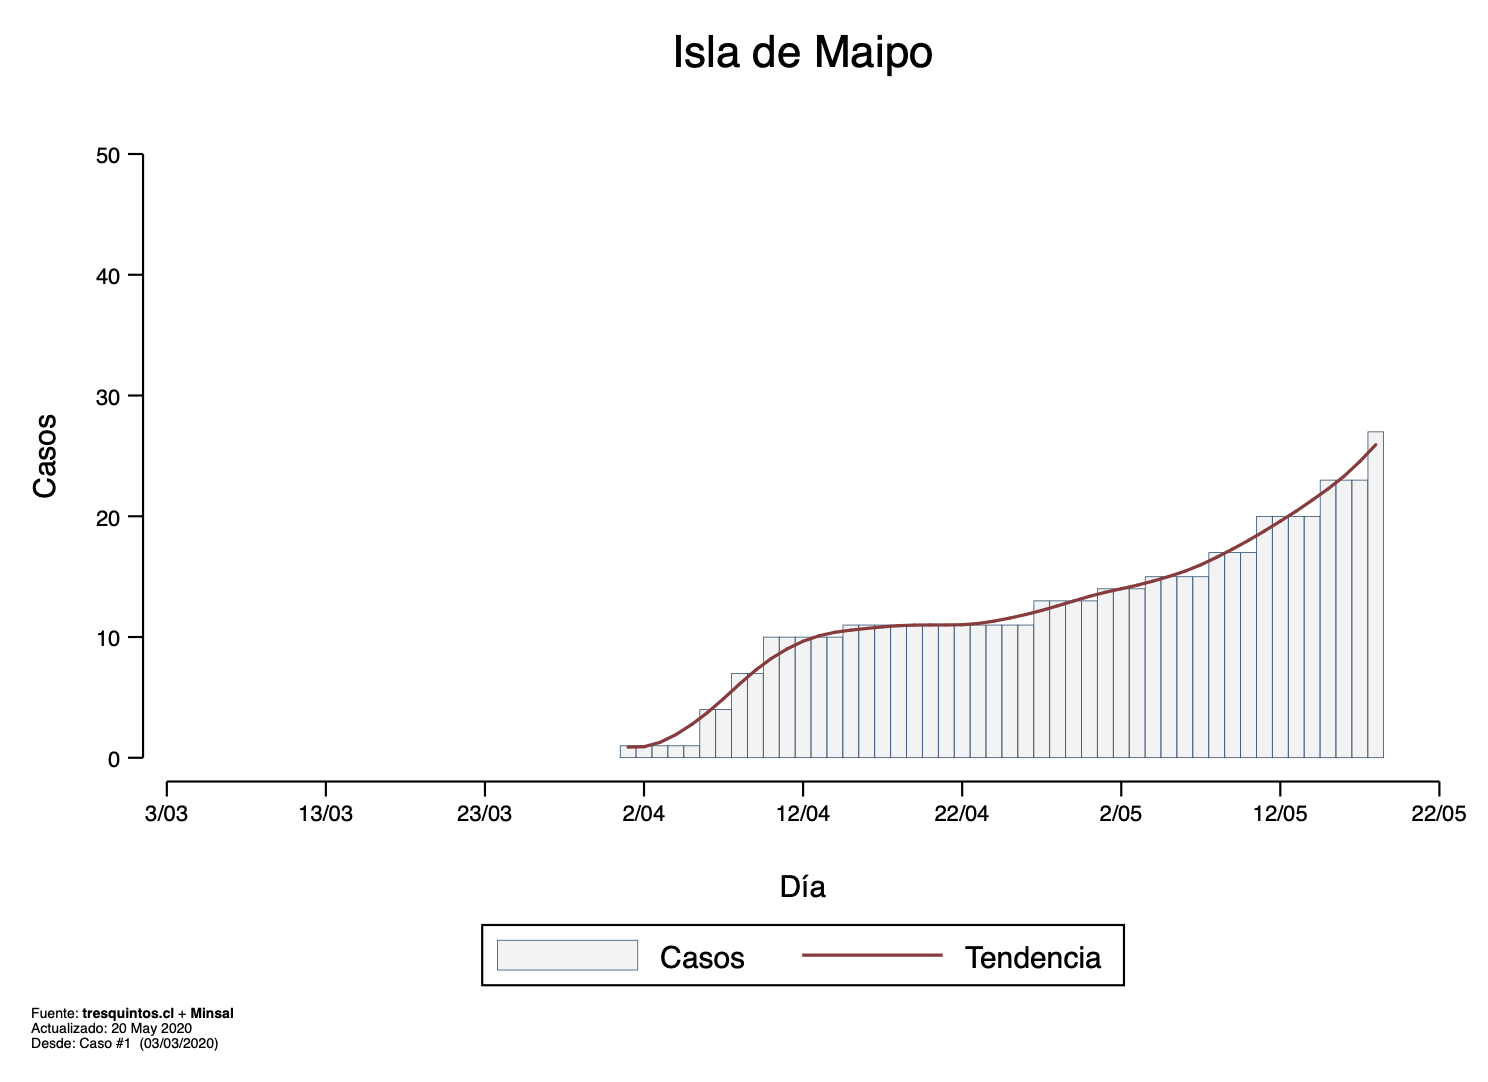 Isla de Maipo
50
40
30
20
10
0
Casos
3/03 13/03 23/03 2/04 12/04 22/04 2/05 12/05 22/05
Día
Casos Tendencia
Fuente: tresquintos.cl + Minsal
Actualizado: 20 May 2020
Desde: Caso #1 (03/03/2020)